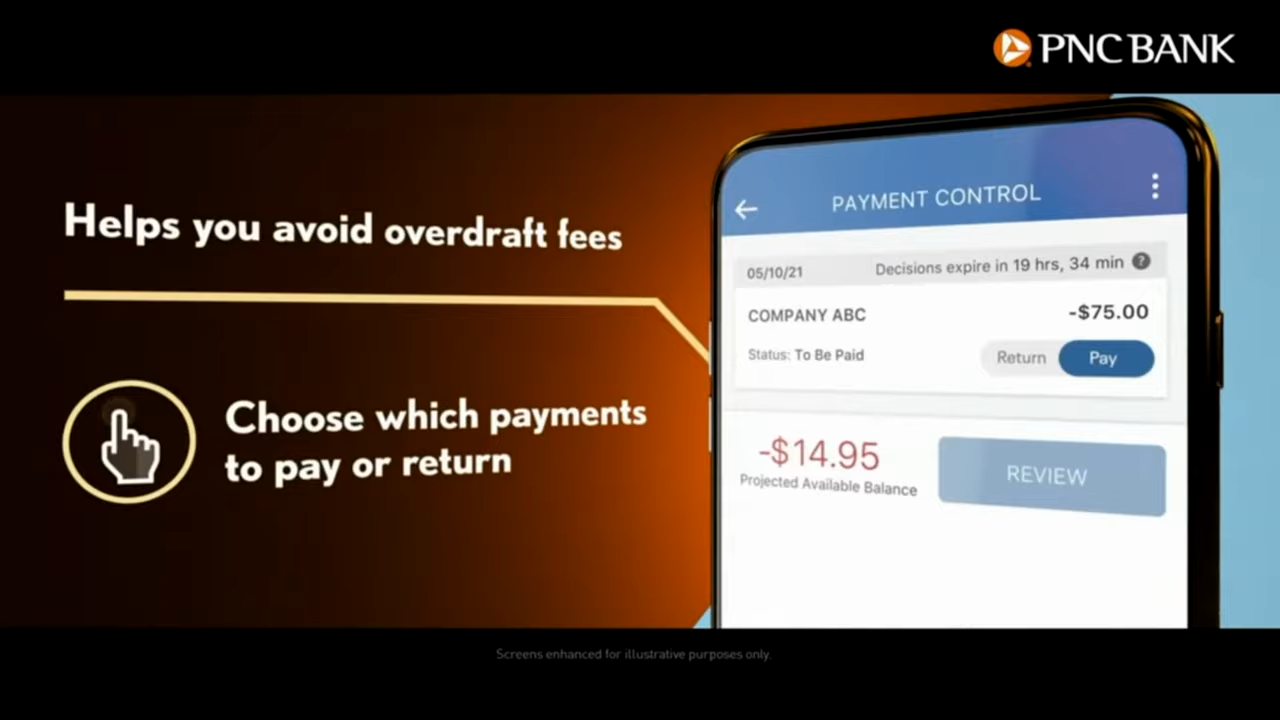 PNC BANK
Helps you avoid overdraft fees
Choose which payments
to pay or return
PAYMENT CONTROL
05/10/21 Decisions expire in 19 hrs, 34 min ?
COMPANY ABC -$75.00
Status: To Be Paid Return Pay
-$14.95
Projected Available Balance
REVIEW
Screens enhanced for illustrative purposes only.